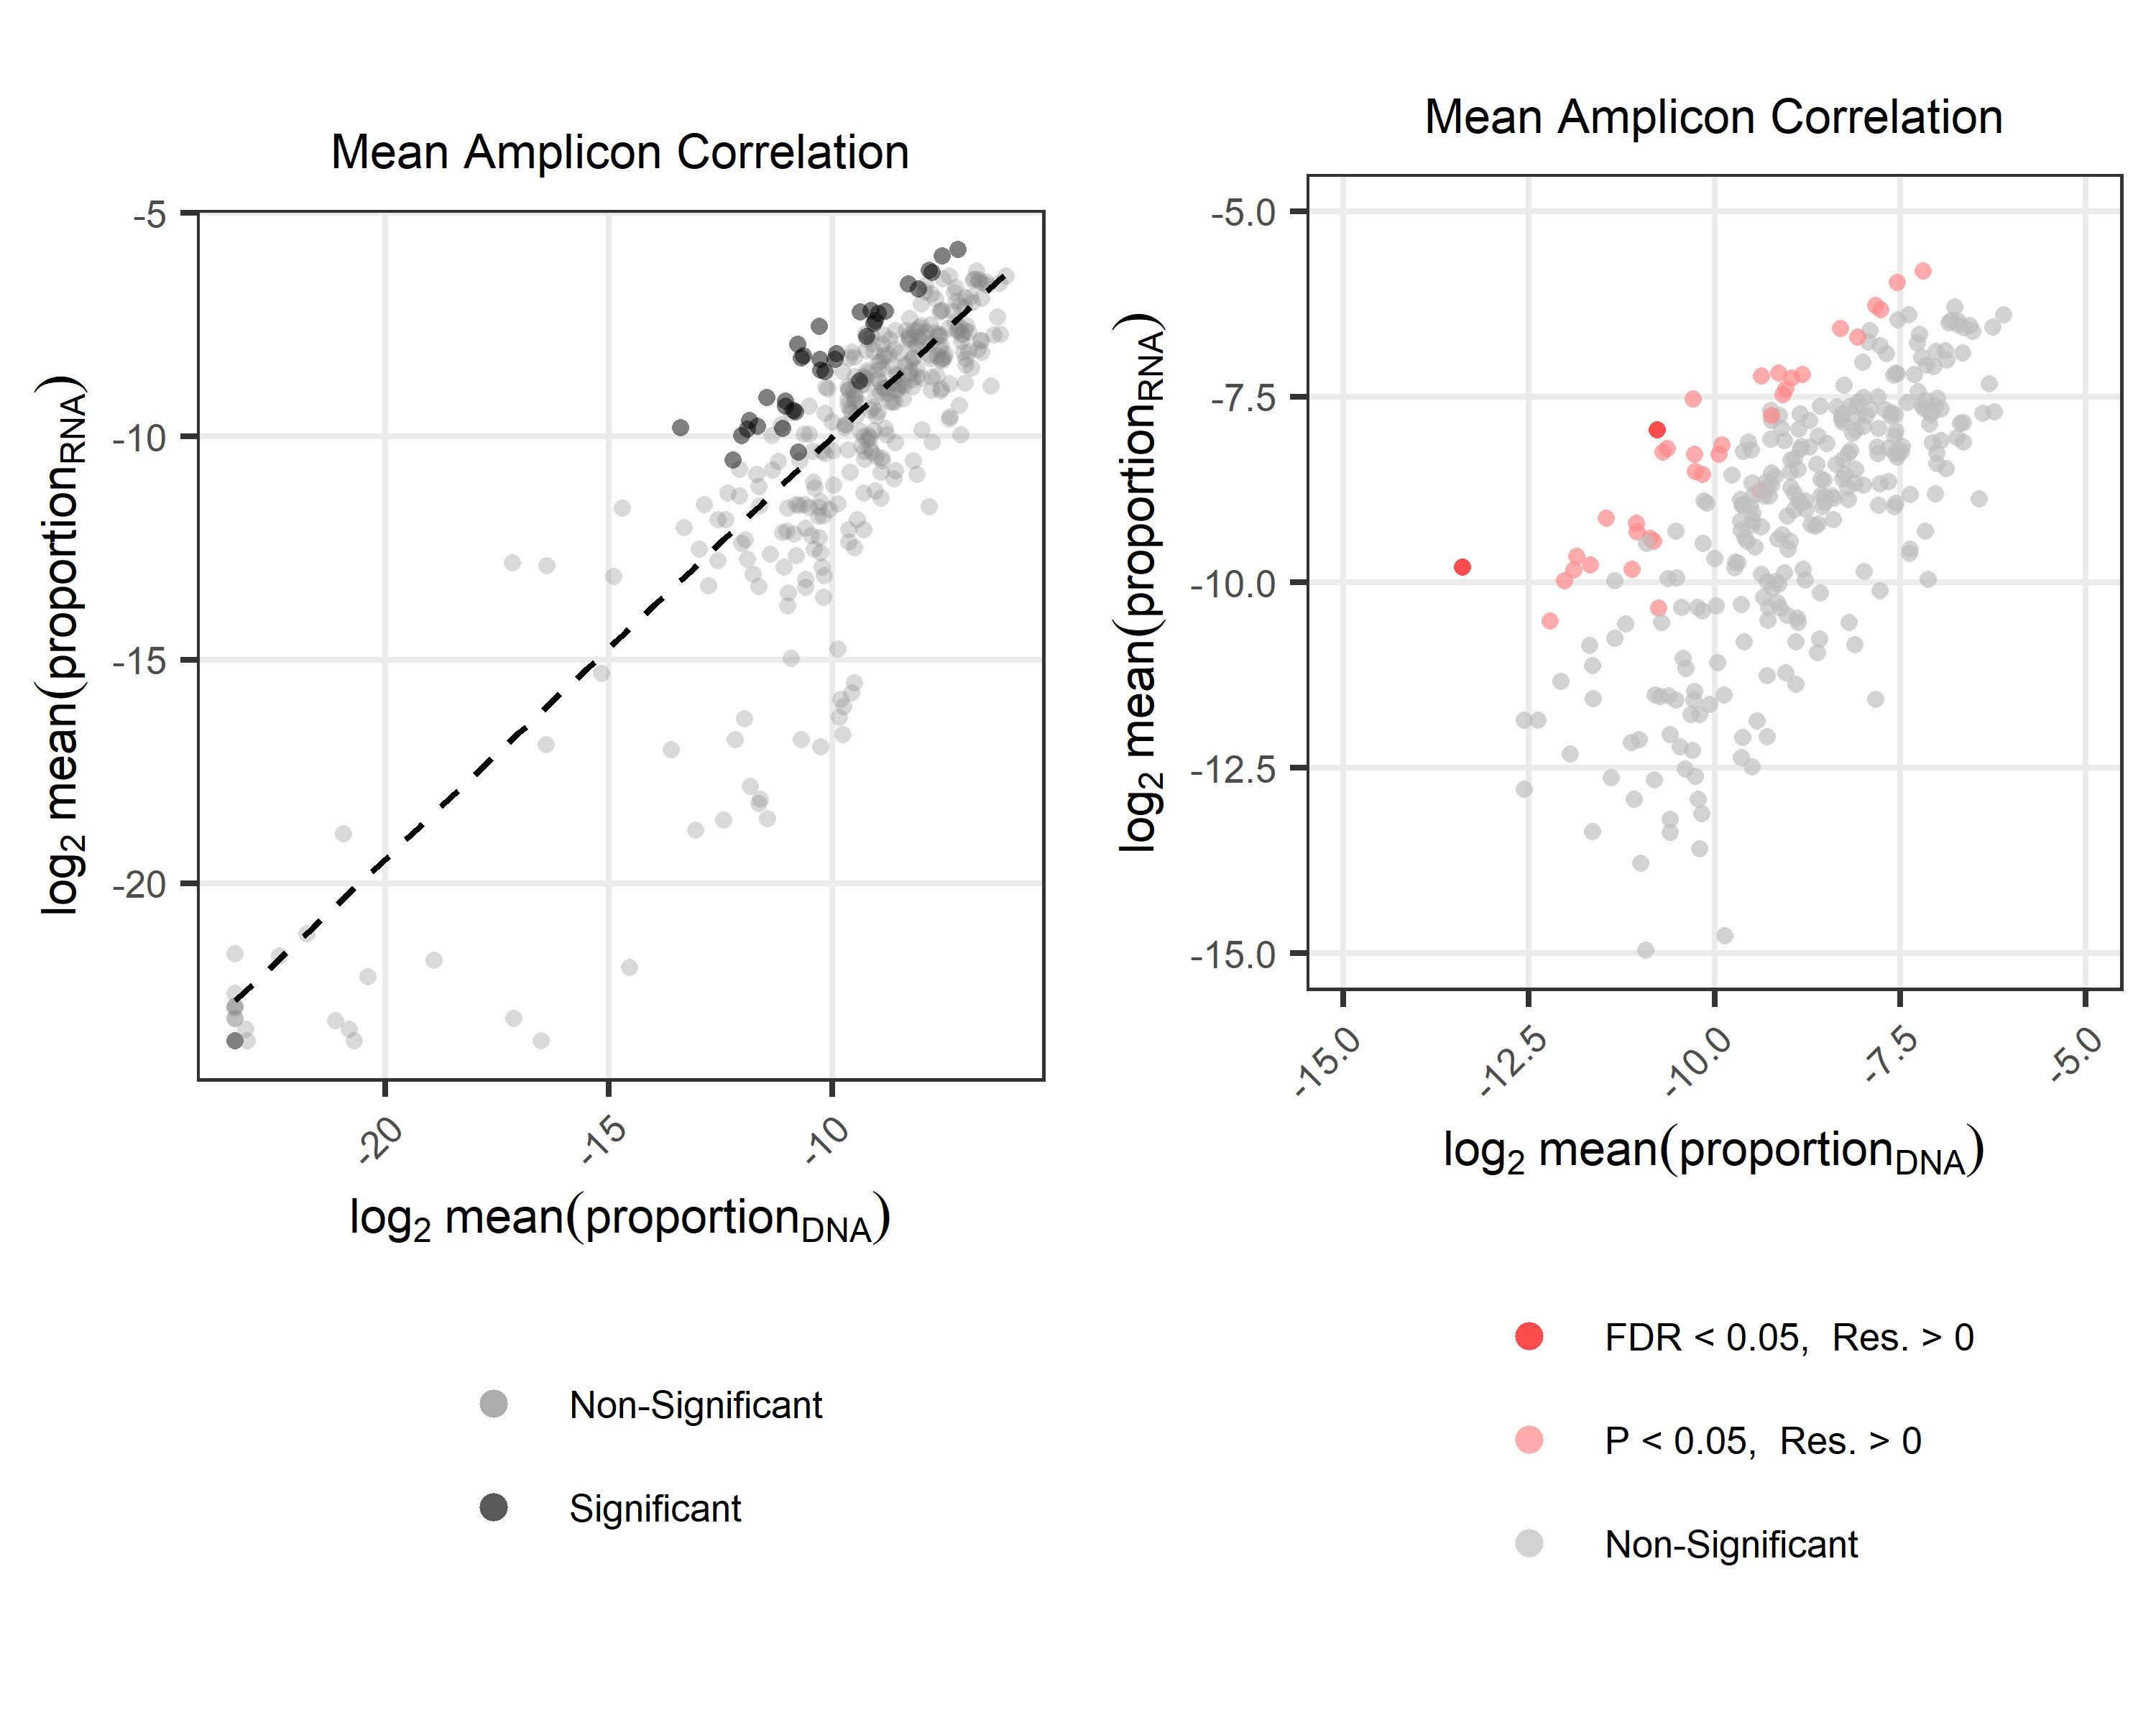 Mean Amplicon Correlation
-5
-10
-15
-20
log2 mean(proportionRNA)
-20
-15
-10
log2 mean(proportionDNA)
Non-Significant
Significant
Mean Amplicon Correlation
-5.0
-7.5
-10.0
-12.5
-15.0
log2 mean(proportionRNA)
-15.0
-12.5
-10.0
-7.5
-5.0
log2 mean(proportionDNA)
FDR < 0.05,  Res. > 0
P < 0.05,  Res. > 0
Non-Significant